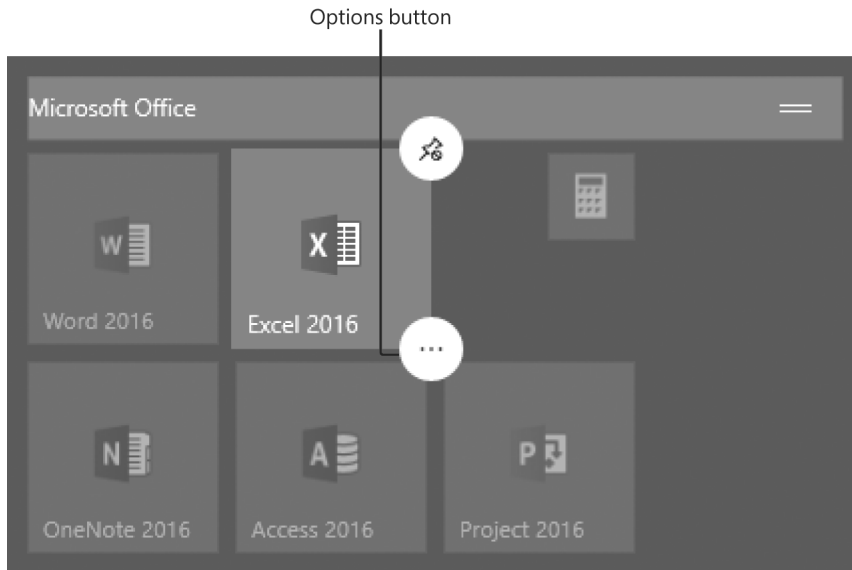 Options button
Microsoft Office
W
X
Word 2016
Excel 2016
N
A
P
OneNote 2016
Access 2016
Project 2016